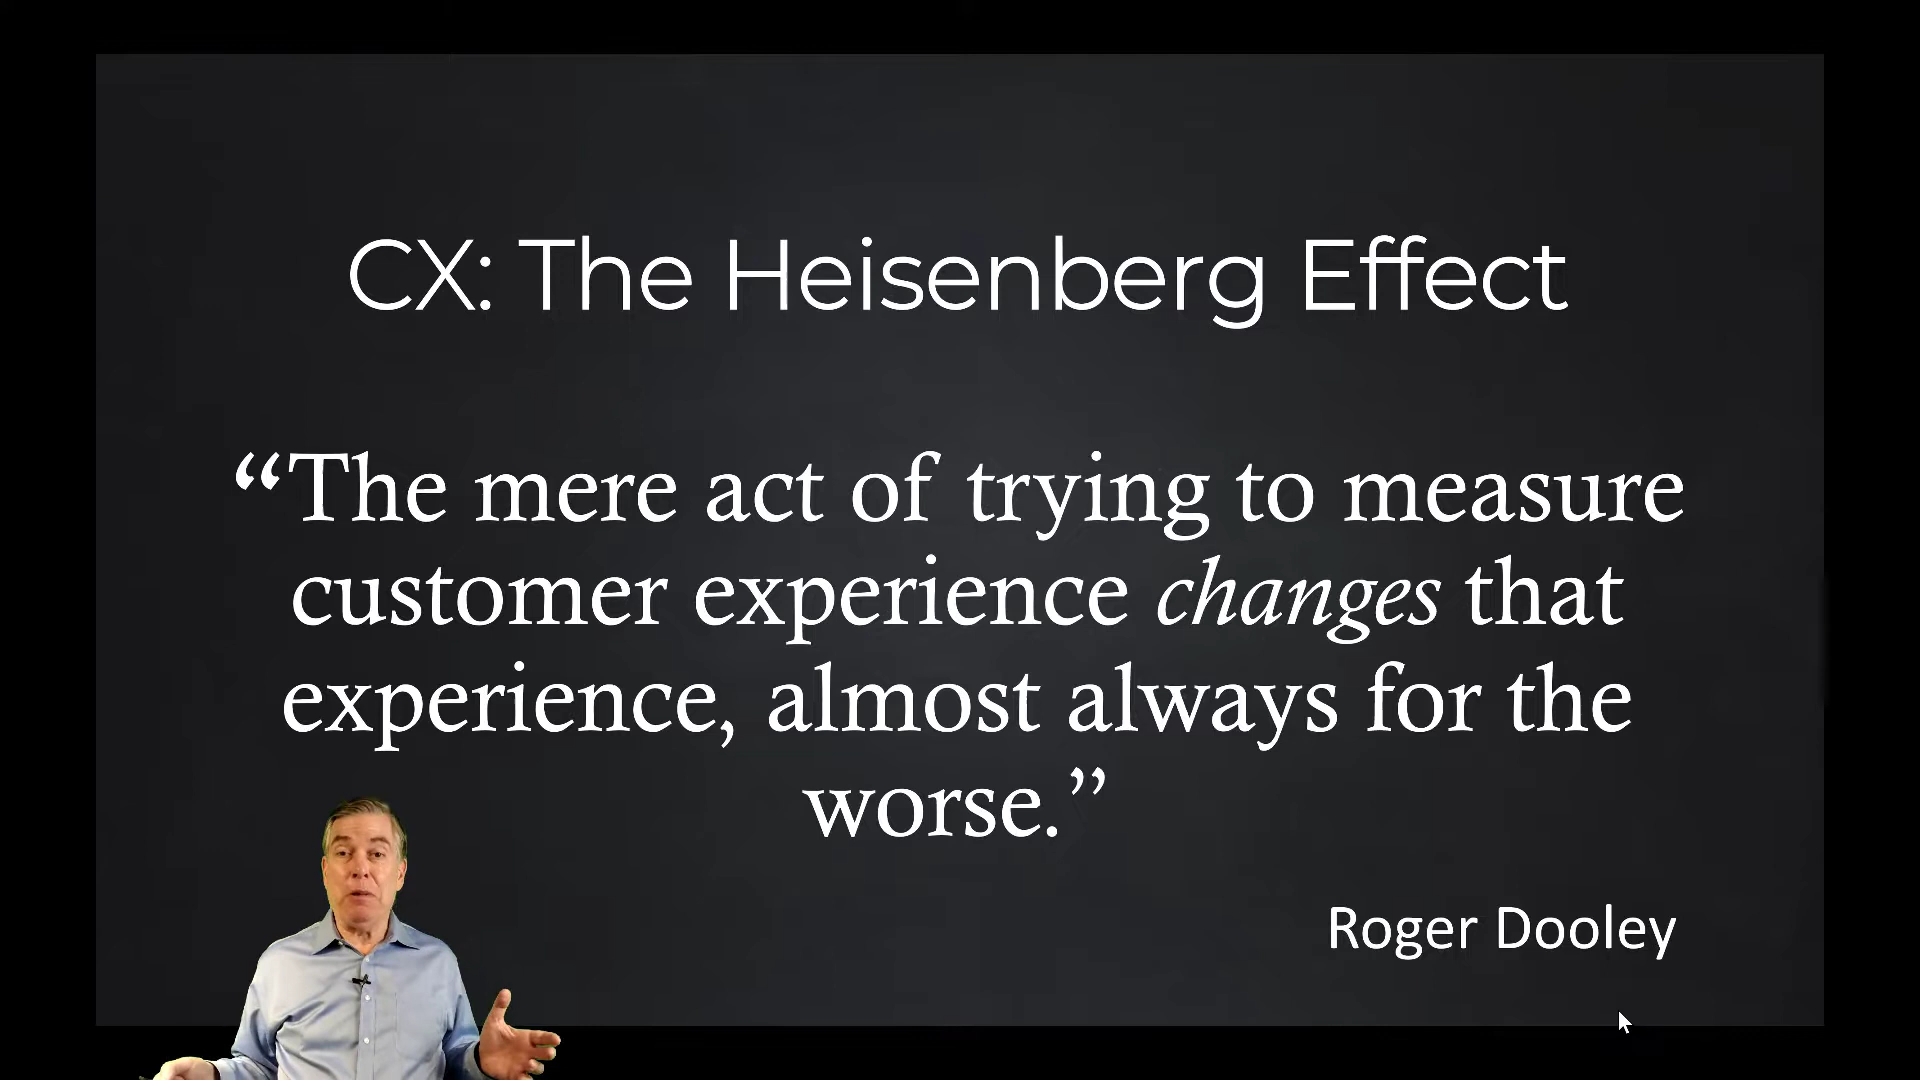 CX: The Heisenberg Effect
“The mere act of trying to measure
customer experience changes that
experience, almost always for the
worse.”
Roger Dooley